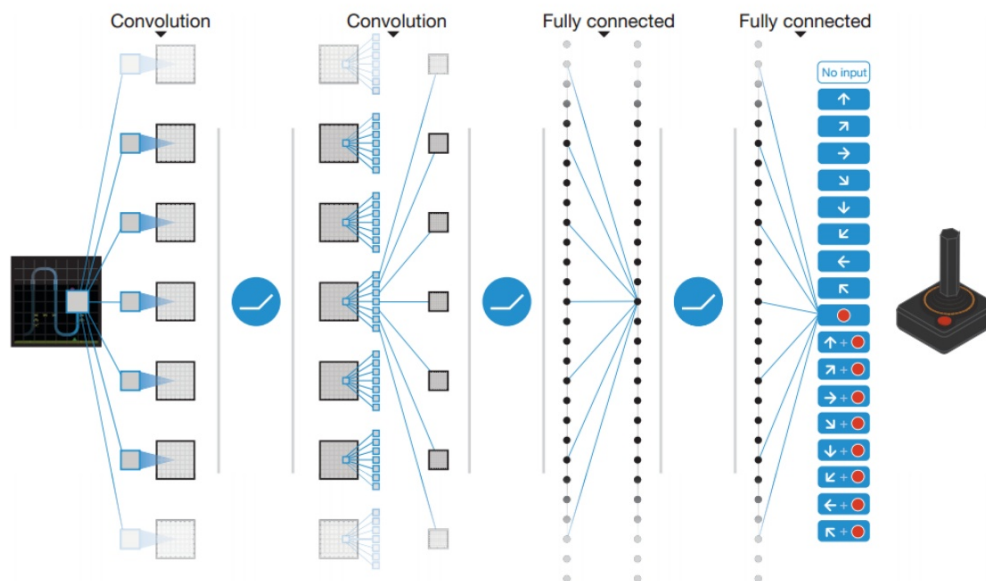 Convolution
Convolution
Fully connected
Fully connected
No input
+
+
+
+
+
+
+
+